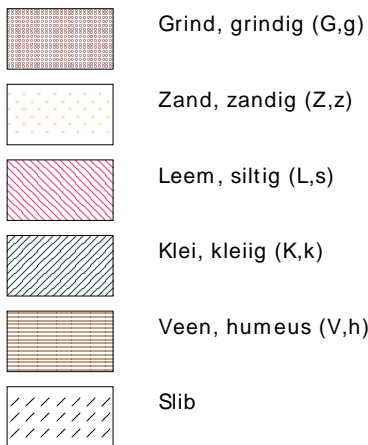 Grind, grindig (G,g)
Zand, zandig (Z,z)
Leem, siltig (L,s)
Klei, kleiig (K,k)
Veen, humeus (V,h)
Slib